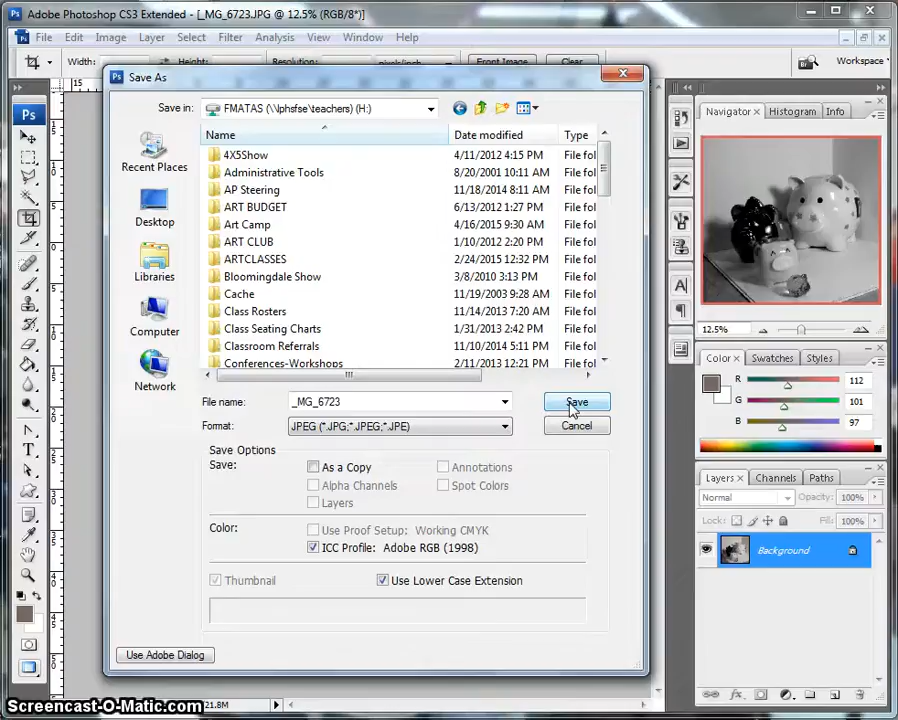 Adobe Photoshop CS3 Extended - [_MG_6723.JPG @ 12.5% (RGB/8*)]
File Edit Image Layer Select Filter Analysis View Window Help
Width: Height: Resolution: pixels/inch Front Image Clear Workspace
Save As
Save in: FMATAS (\\lphsfse\teachers) (H:)
Name Date modified Type
4X5Show 4/11/2012 4:15 PM File fol
Administrative Tools 8/20/2001 10:11 AM File fol
AP Steering 11/18/2014 8:11 AM File fol
ART BUDGET 6/13/2012 1:27 PM File fol
Art Camp 4/16/2015 9:30 AM File fol
ART CLUB 1/10/2012 2:20 PM File fol
ARTCLASSES 2/24/2015 12:32 PM File fol
Bloomingdale Show 3/8/2010 3:13 PM File fol
Cache 11/19/2003 9:28 AM File fol
Class Rosters 11/14/2013 7:20 AM File fol
Class Seating Charts 1/31/2013 2:42 PM File fol
Classroom Referrals 11/10/2014 5:11 PM File fol
Conferences-Workshops 2/11/2013 12:21 PM File fol
Recent Places
Desktop
Libraries
Computer
Network
File name: _MG_6723 Save
Format: JPEG (*.JPG;*.JPEG;*.JPE) Cancel
Save Options
Save: As a Copy Annotations
Alpha Channels Spot Colors
Layers
Color: Use Proof Setup: Working CMYK
ICC Profile: Adobe RGB (1998)
Thumbnail Use Lower Case Extension
Use Adobe Dialog
Navigator Histogram Info
12.5%
Color Swatches Styles
R 112
G 101
B 97
Layers Channels Paths
Normal Opacity: 100%
Lock: Fill: 100%
Background
Screencast-O-Matic.com